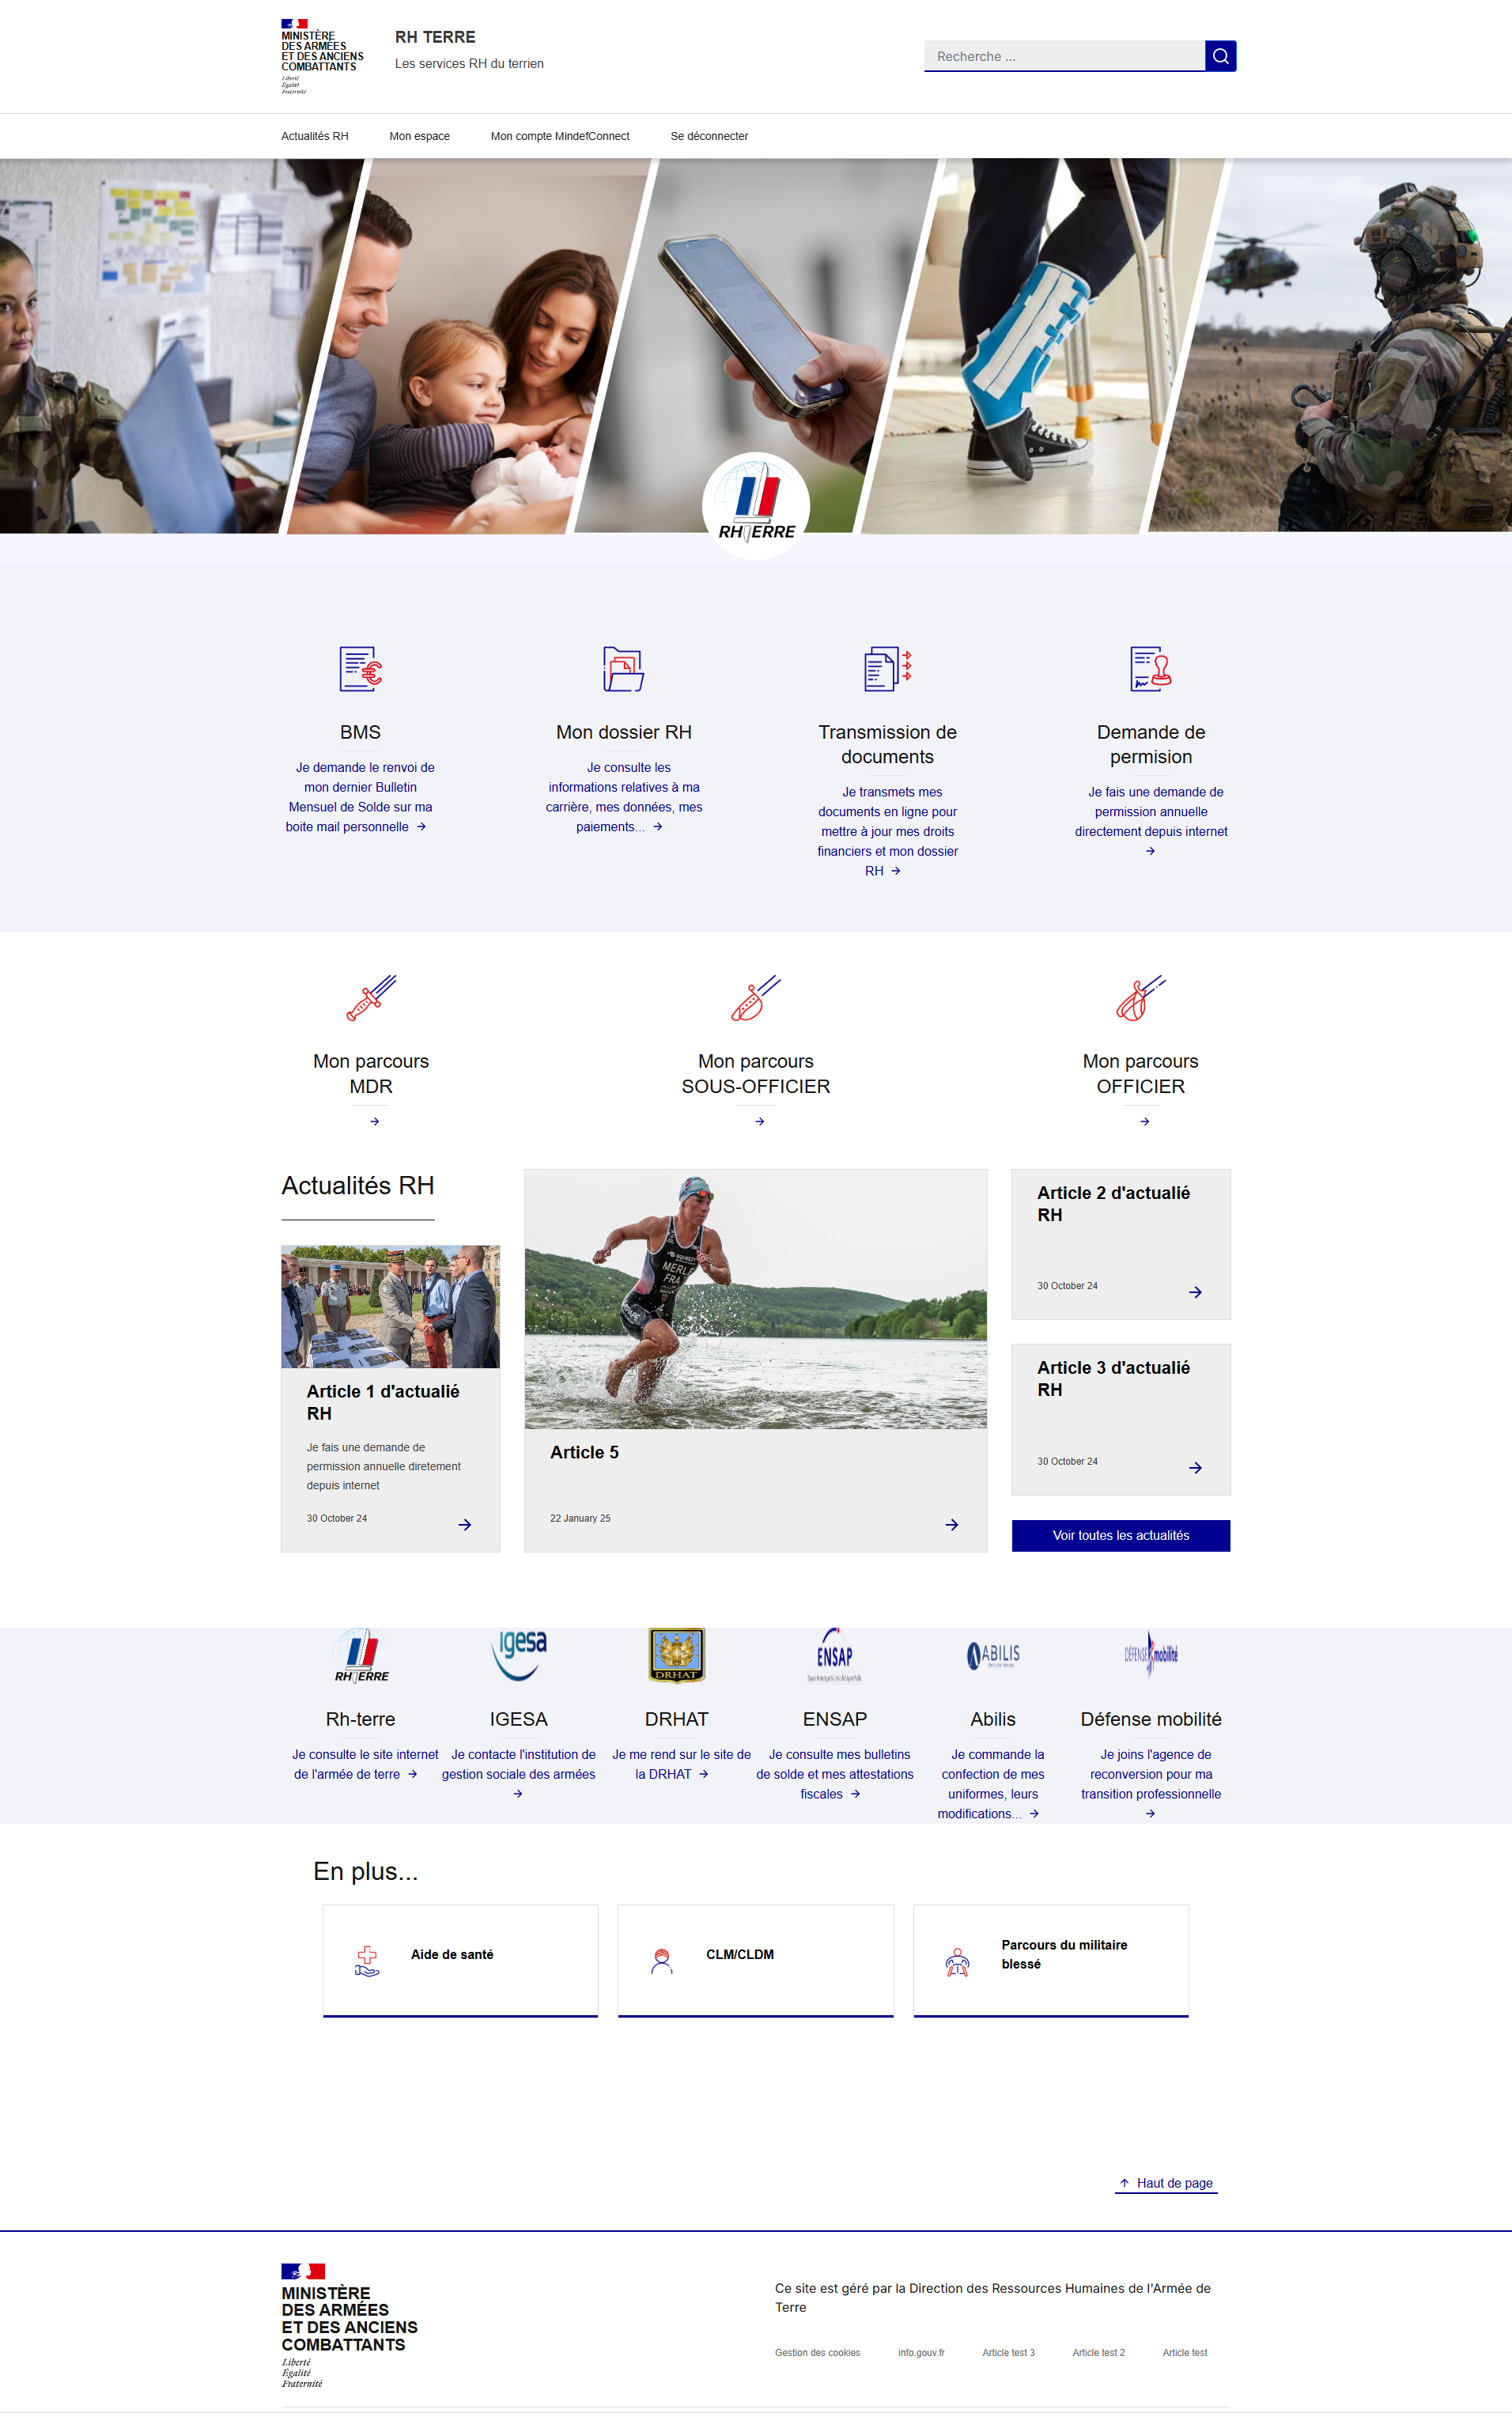 MINISTÈRE
DES ARMÉES
ET DES ANCIENS
COMBATTANTS
Liberté
Égalité
Fraternité
RH TERRE
Les services RH du terrien
Recherche ...
Actualités RH
Mon espace
Mon compte MindefConnect
Se déconnecter
RH TERRE
BMS
Je demande le renvoi de
mon dernier Bulletin
Mensuel de Solde sur ma
boite mail personnelle →
Mon dossier RH
Je consulte les
informations relatives à ma
carrière, mes données, mes
paiements... →
Transmission de
documents
Je transmets mes
documents en ligne pour
mettre à jour mes droits
financiers et mon dossier
RH →
Demande de
permision
Je fais une demande de
permission annuelle
directement depuis internet
→
Mon parcours
MDR
→
Mon parcours
SOUS-OFFICIER
→
Mon parcours
OFFICIER
→
Actualités RH
Article 1 d'actualié
RH
Je fais une demande de
permission annuelle diretement
depuis internet
30 October 24
MERLE
FRA
Article 5
22 January 25
Article 2 d'actualié
RH
30 October 24
Article 3 d'actualié
RH
30 October 24
Voir toutes les actualités
RH TERRE
Rh-terre
Je consulte le site internet
de l'armée de terre →
igesa
IGESA
Je contacte l'institution de
gestion sociale des armées
→
DRHAT
DRHAT
Je me rend sur le site de
la DRHAT →
ENSAP
ENSAP
Je consulte mes bulletins
de solde et mes attestations
fiscales →
ABILIS
Abilis
Je commande la
confection de mes
uniformes, leurs
modifications... →
DÉFENSE mobilité
Défense mobilité
Je joins l'agence de
reconversion pour ma
transition professionnelle
→
En plus...
Aide de santé
CLM/CLDM
Parcours du militaire
blessé
Haut de page
MINISTÈRE
DES ARMÉES
ET DES ANCIENS
COMBATTANTS
Liberté
Égalité
Fraternité
Ce site est géré par la Direction des Ressources Humaines de l'Armée de
Terre
Gestion des cookies
info.gouv.fr
Article test 3
Article test 2
Article test